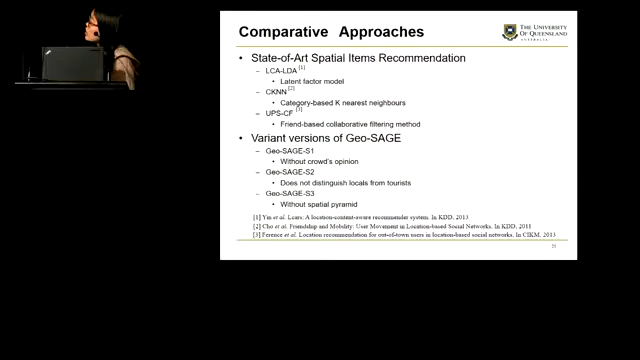 Comparative Approaches
THE UNIVERSITY
OF QUEENSLAND
AUSTRALIA
• State-of-Art Spatial Items Recommendation
– LCA-LDA [1]
• Latent factor model
– CKNN [2]
• Category-based K nearest neighbours
– UPS-CF [3]
• Friend-based collaborative filtering method
• Variant versions of Geo-SAGE
– Geo-SAGE-S1
• Without crowd's opinion
– Geo-SAGE-S2
• Does not distinguish locals from tourists
– Geo-SAGE-S3
• Without spatial pyramid
[1] Yin et al. Lcars: A location-content-aware recommender system. In KDD, 2013
[2] Cho et al. Friendship and Mobility: User Movement in Location-based Social Networks. In KDD, 2011
[3] Ference et al. Location recommendation for out-of-town users in location-based social networks. In CIKM, 2013